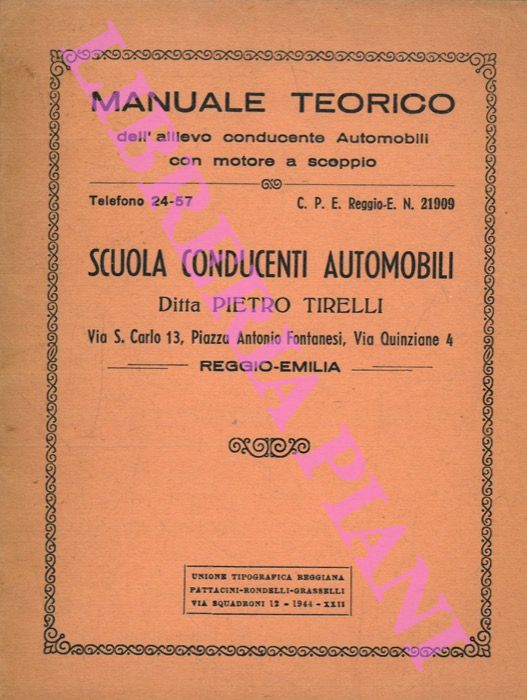 MANUALE TEORICO
dell' allievo conducente Automobili
con motore a scoppio
Telefono 24-57 C. P. E. Reggio-E. N. 21909
SCUOLA CONDUCENTI AUTOMOBILI
Ditta PIETRO TIRELLI
Via S. Carlo 13, Piazza Antonio Fontanesi, Via Quinziane 4
REGGIO-EMILIA
UNIONE TIPOGRAFICA REGGIANA
PATTACINI-RONDELLI-GRASSELLI
VIA SQUADRONI 12 - 1944 - XXII
LIBRERIA PIANI